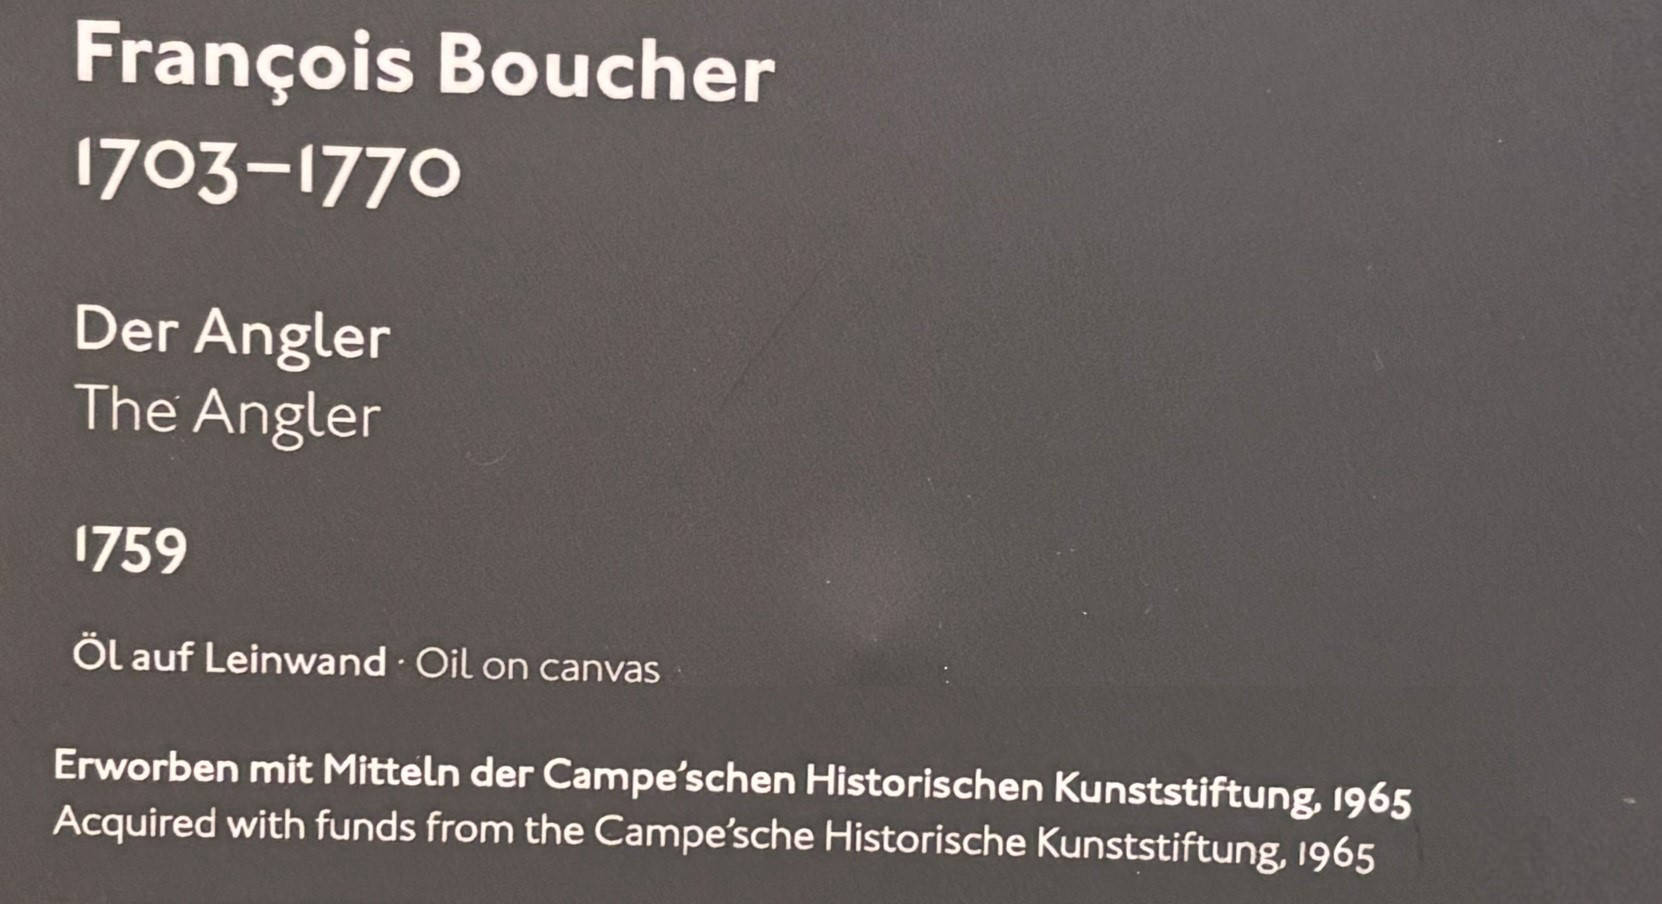 François Boucher
1703–1770
Der Angler
The Angler
1759
Öl auf Leinwand · Oil on canvas
Erworben mit Mitteln der Campe'schen Historischen Kunststiftung, 1965
Acquired with funds from the Campe'sche Historische Kunststiftung, 1965